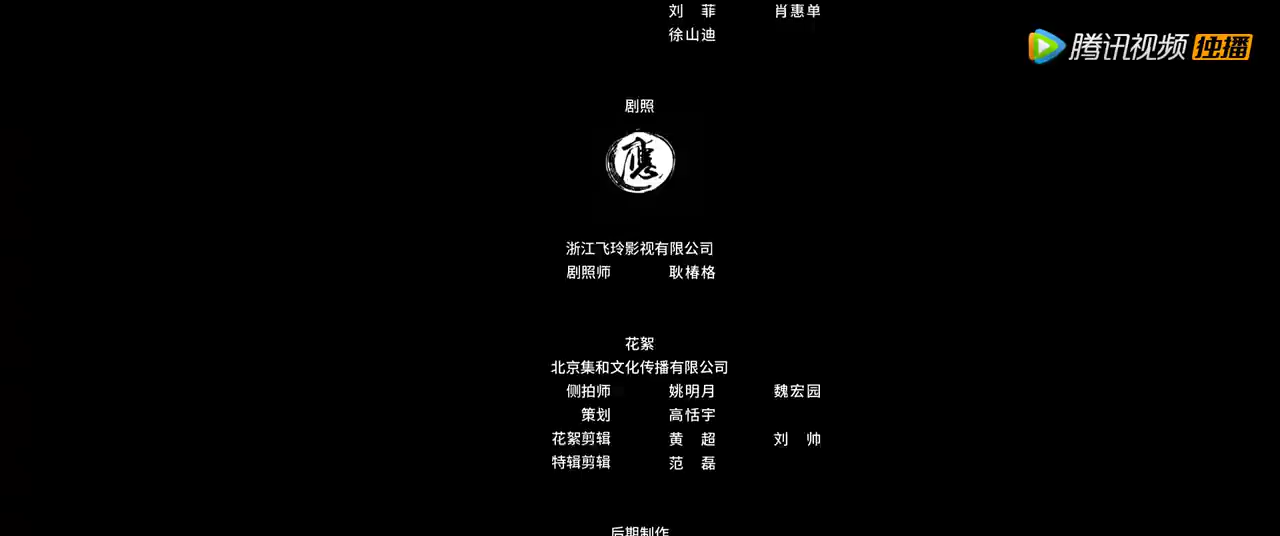 刘　菲　肖惠单
徐山迪
腾讯视频 独播
剧照
應
浙江飞玲影视有限公司
剧照师　耿椿格
花絮
北京集和文化传播有限公司
侧拍师　姚明月　魏宏园
策划　高恬宇
花絮剪辑　黄　超　刘　帅
特辑剪辑　范　磊
后期制作